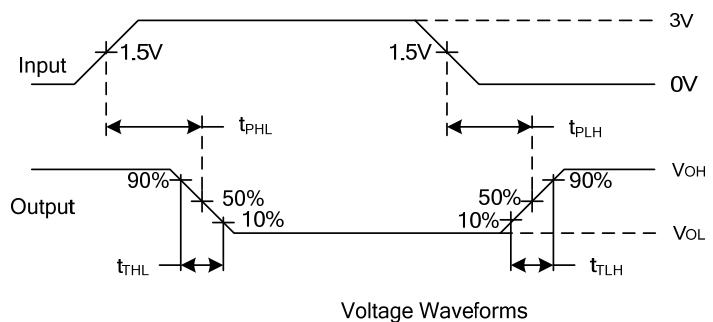 3V
1.5V
1.5V
Input
0V
tPHL
tPLH
VOH
90%
90%
50%
50%
Output
10%
10%
VOL
tTHL
tTLH
Voltage Waveforms